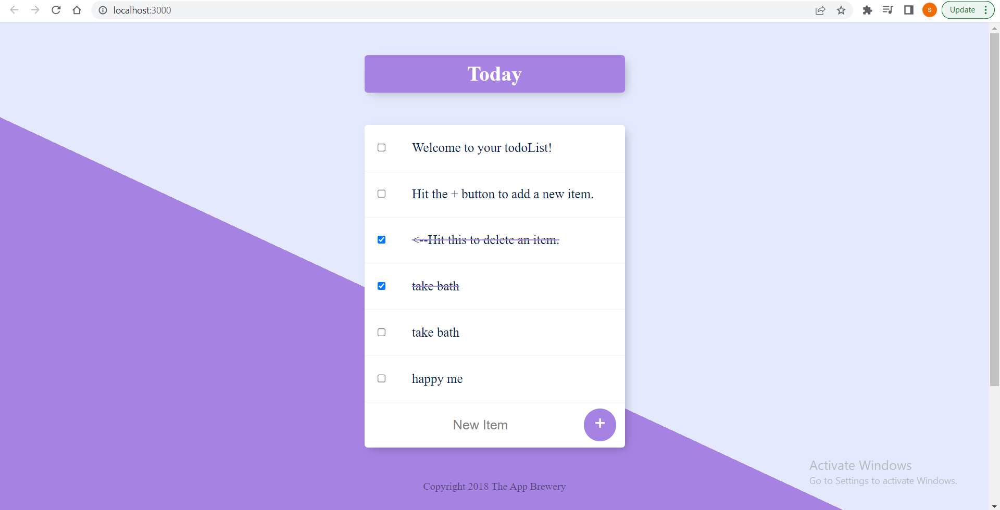 localhost:3000
S
Update
Today
Welcome to your todoList!
Hit the + button to add a new item.
<--Hit this to delete an item.
take bath
take bath
happy me
New Item
+
Copyright 2018 The App Brewery
Activate Windows
Go to Settings to activate Windows.